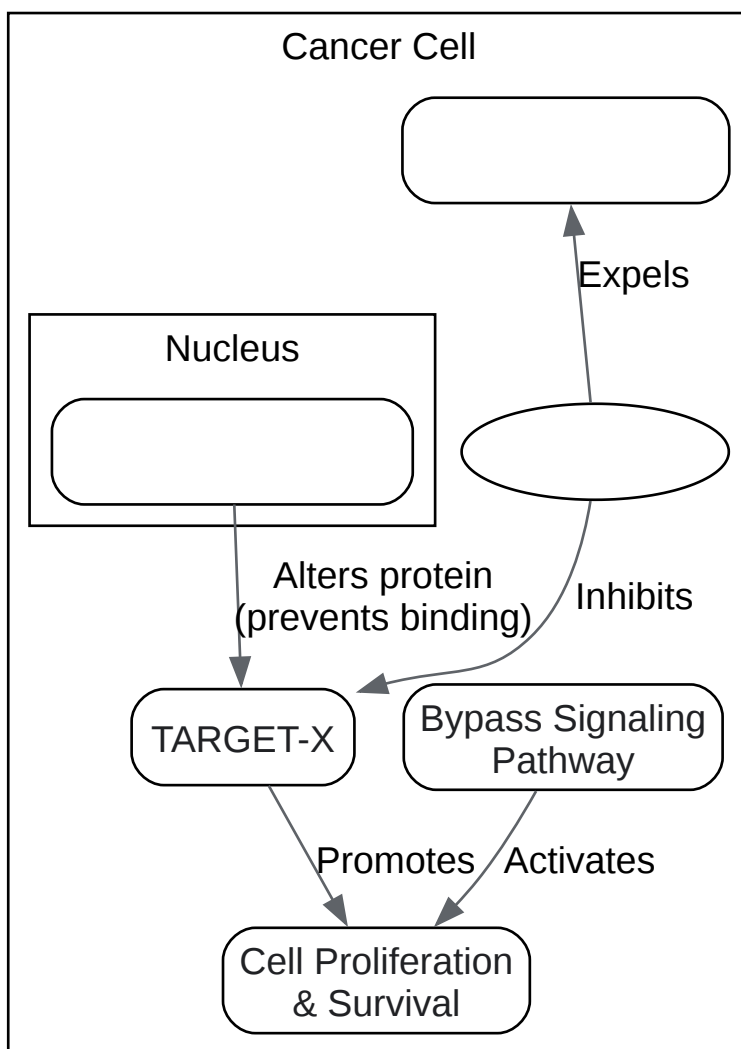 Cancer Cell
Expels
Nucleus
Alters protein
(prevents binding)
Inhibits
TARGET-X
Bypass Signaling
Pathway
Promotes
Activates
Cell Proliferation
& Survival